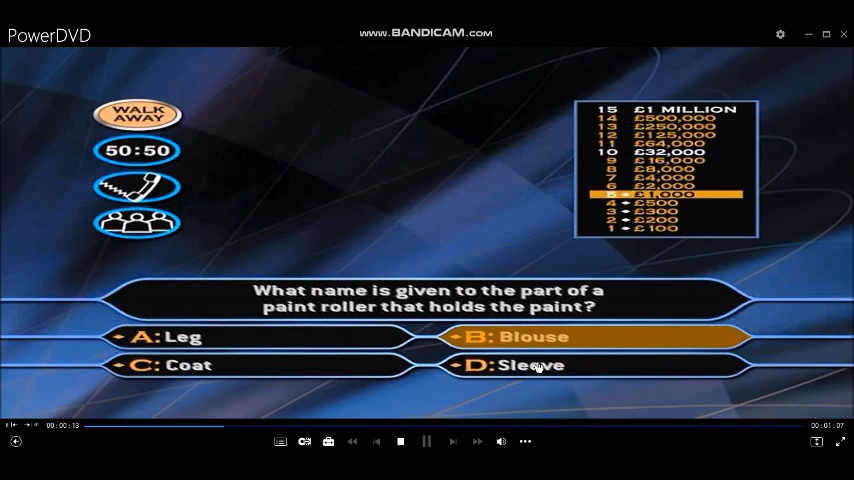 PowerDVD
www.BANDICAM.com
WALK
AWAY
50:50
15 £1 MILLION
14 £500,000
13 £250,000
12 £125,000
11 £64,000
10 £32,000
9 £16,000
8 £8,000
7 £4,000
6 £2,000
5 £1,000
4 £500
3 £300
2 £200
1 £100
What name is given to the part of a
paint roller that holds the paint?
A: Leg
B: Blouse
C: Coat
D: Sleeve
00:00:13
00:01:07